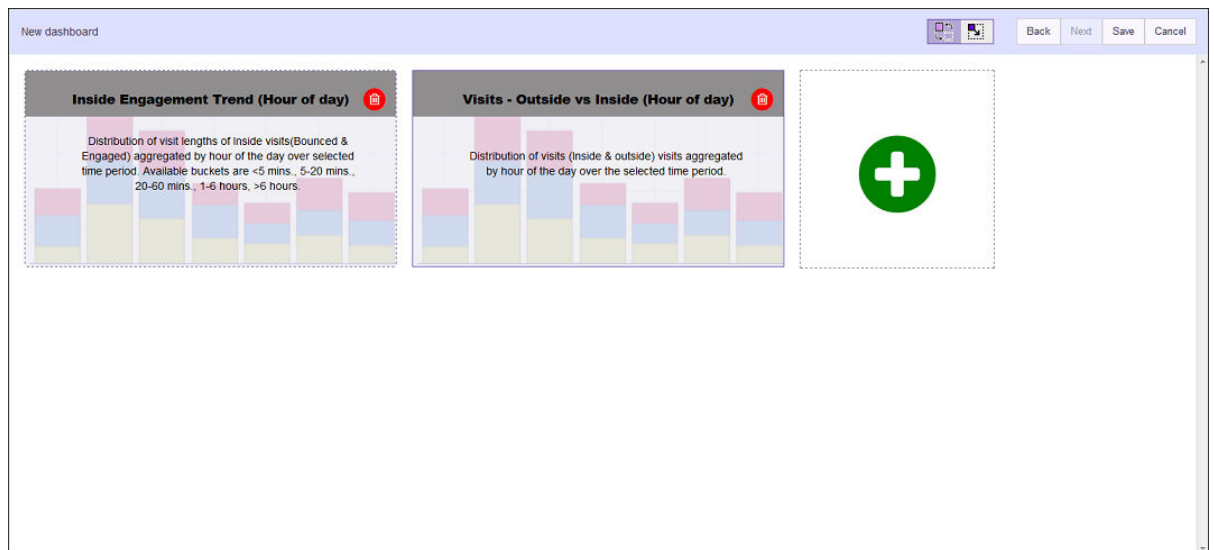 New dashboard
Back Next Save Cancel
Inside Engagement Trend (Hour of day)
Distribution of visit lengths of Inside visits(Bounced &
Engaged) aggregated by hour of the day over selected
time period. Available buckets are <5 mins., 5-20 mins.,
20-60 mins., 1-6 hours, >6 hours.
Visits - Outside vs Inside (Hour of day)
Distribution of visits (Inside & outside) visits aggregated
by hour of the day over the selected time period.